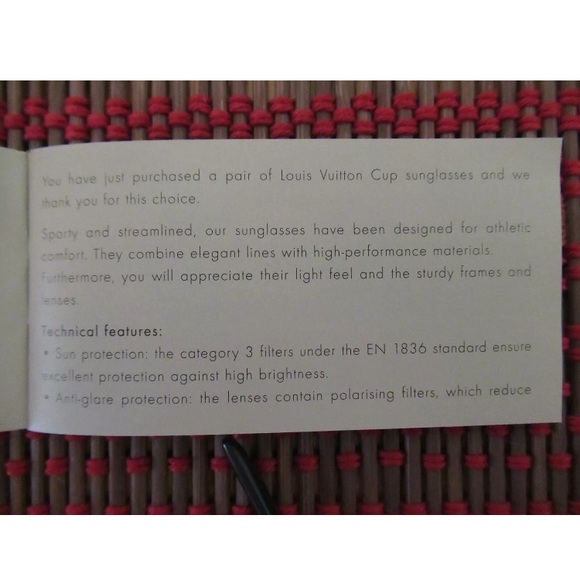 You have just purchased a pair of Louis Vuitton Cup sunglasses and we
thank you for this choice.
Sporty and streamlined, our sunglasses have been designed for athletic
comfort. They combine elegant lines with high-performance materials.
Furthermore, you will appreciate their light feel and the sturdy frames and
lenses.
Technical features:
* Sun protection: the category 3 filters under the EN 1836 standard ensure
excellent protection against high brightness.
* Anti-glare protection: the lenses contain polarising filters, which reduce